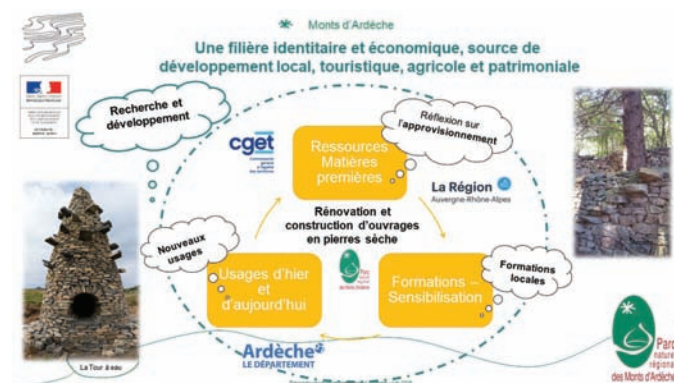 Monts d'Ardèche
Une filière identitaire et économique, source de
développement local, touristique, agricole et patrimoniale
Recherche et
développement
cget
Ressources
Matières
premières
Réflexion sur
l'approvisionnement
La Région
Auvergne-Rhône-Alpes
Rénovation et
construction d'ouvrages
en pierres sèche
Nouveaux
usages
Usages d'hier
et
d'aujourd'hui
Formations –
Sensibilisation
Formations
locales
La Tour à eau
Ardèche
LE DÉPARTEMENT
Parc
naturel
régional
des Monts d'Ardèche